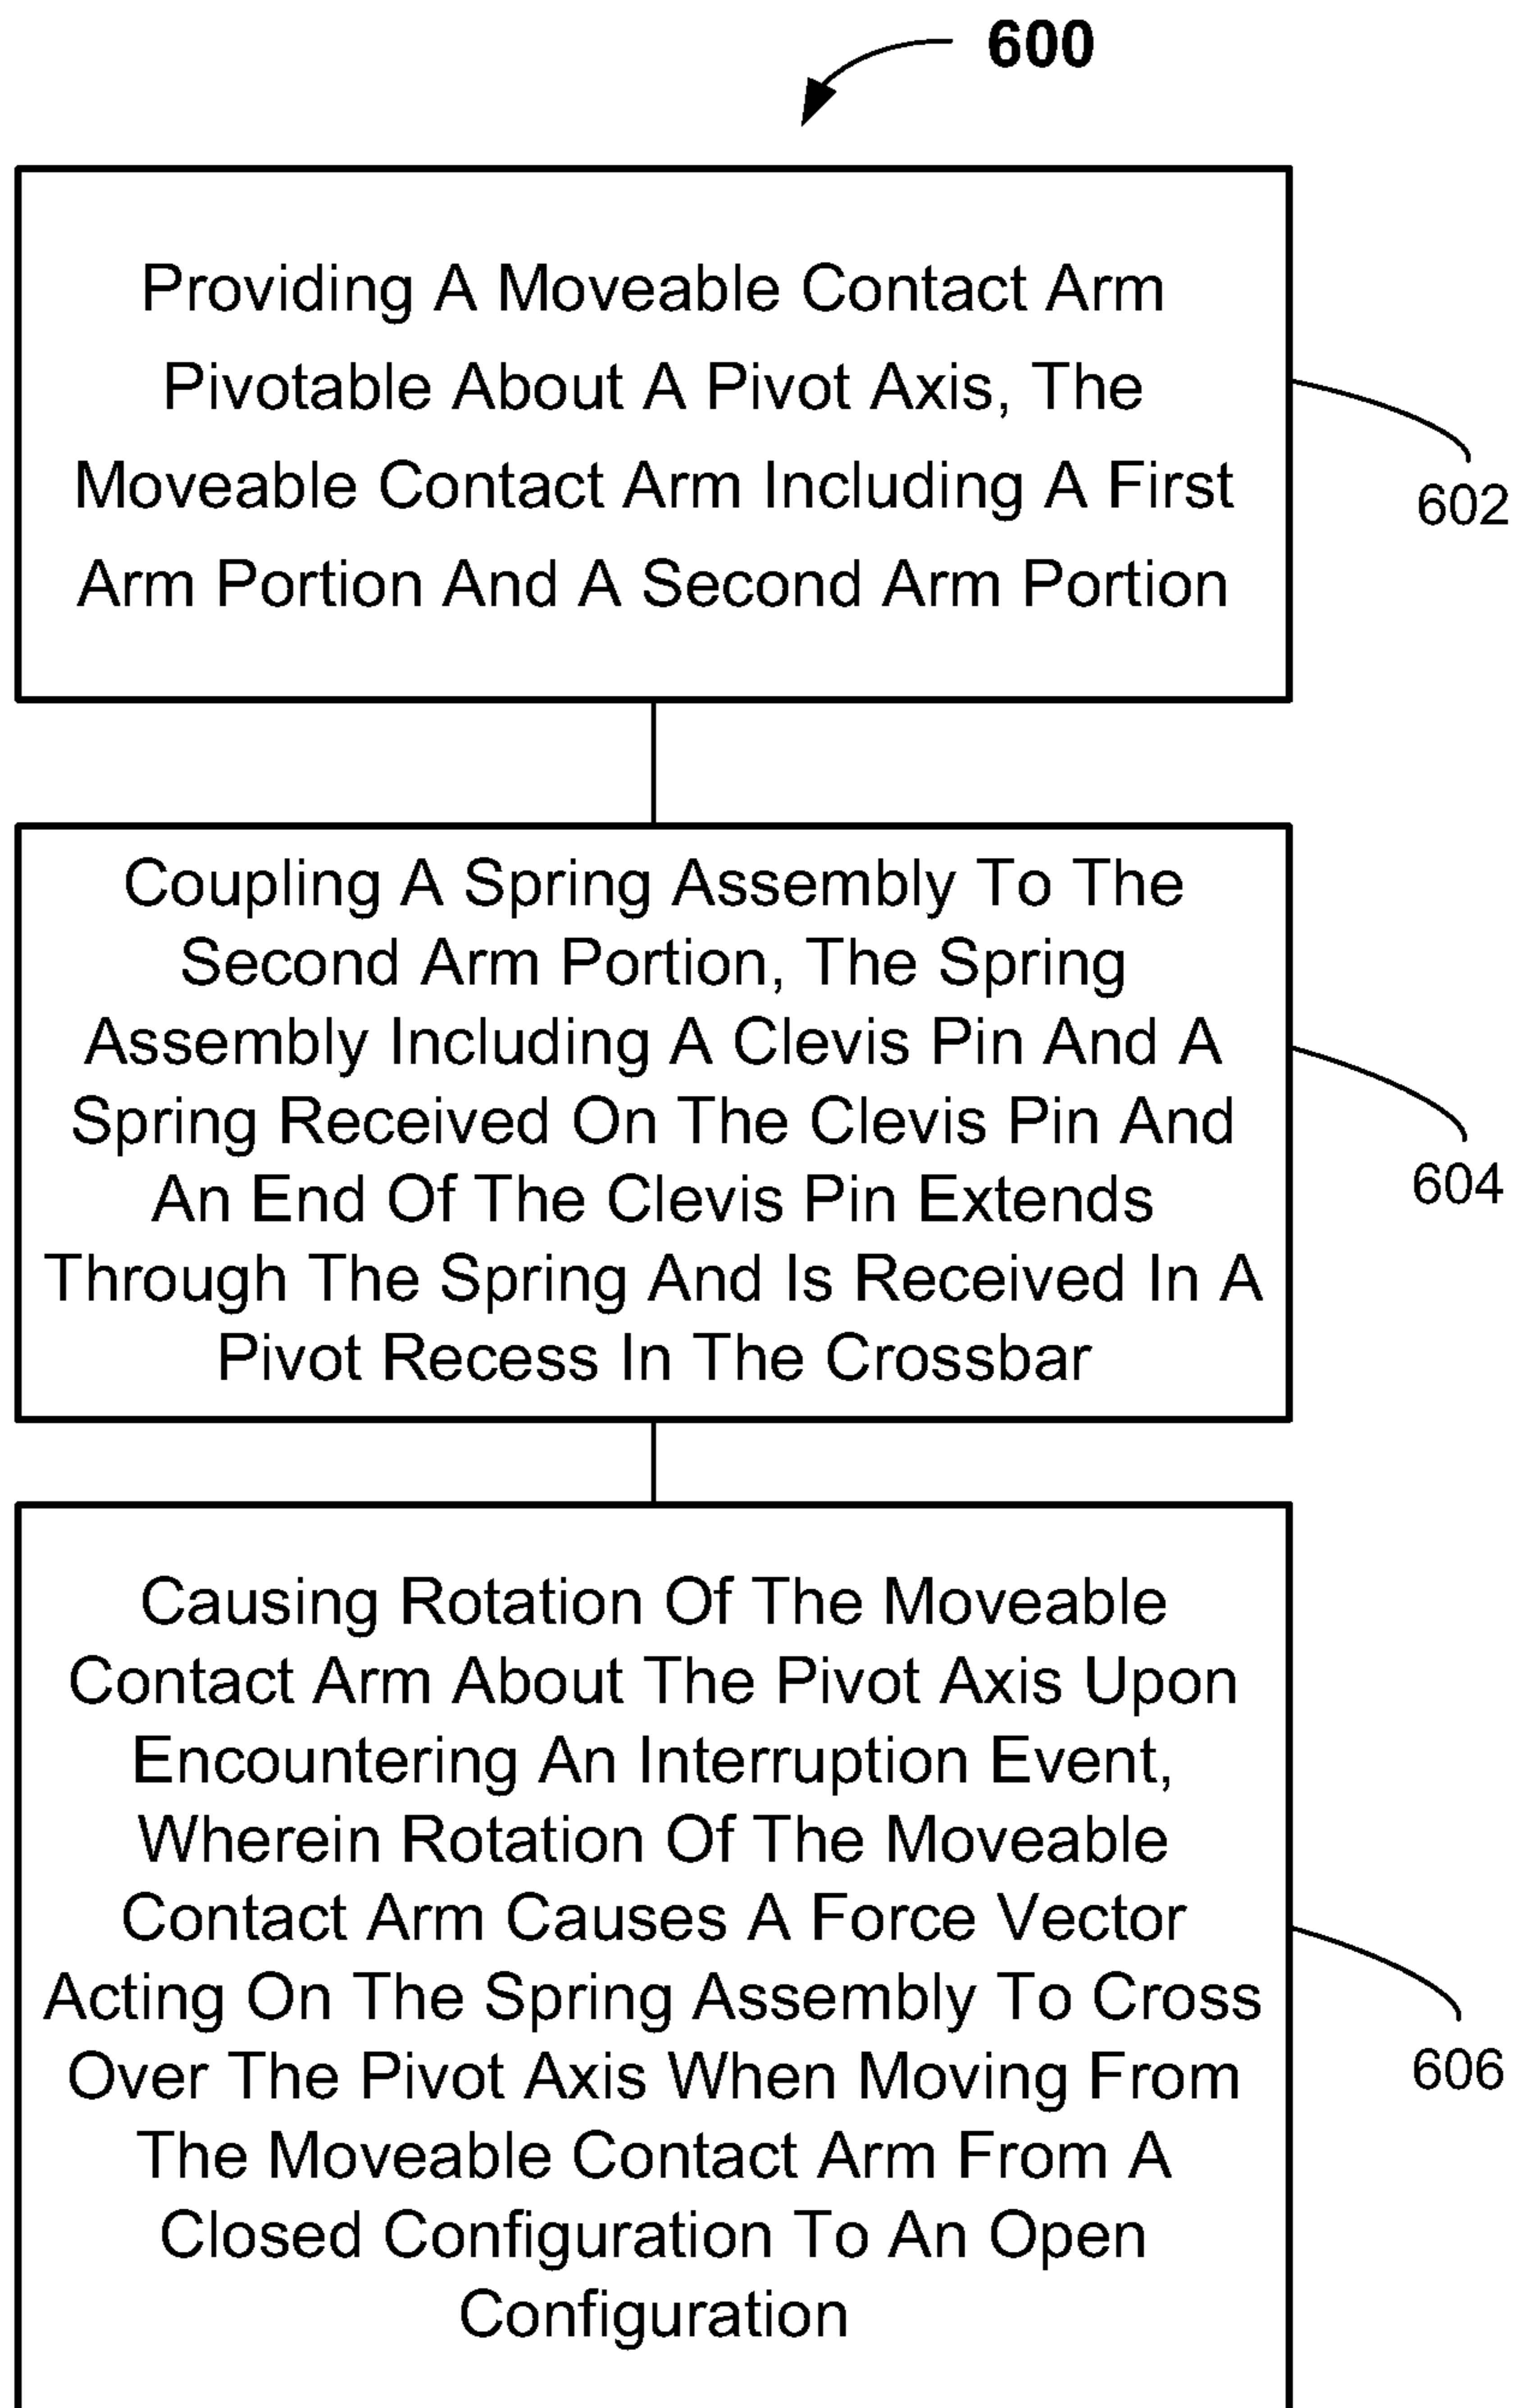 600
Providing A Moveable Contact Arm
Pivotable About A Pivot Axis, The
Moveable Contact Arm Including A First
Arm Portion And A Second Arm Portion
602
Coupling A Spring Assembly To The
Second Arm Portion, The Spring
Assembly Including A Clevis Pin And A
Spring Received On The Clevis Pin And
An End Of The Clevis Pin Extends
Through The Spring And Is Received In A
Pivot Recess In The Crossbar
604
Causing Rotation Of The Moveable
Contact Arm About The Pivot Axis Upon
Encountering An Interruption Event,
Wherein Rotation Of The Moveable
Contact Arm Causes A Force Vector
Acting On The Spring Assembly To Cross
Over The Pivot Axis When Moving From
The Moveable Contact Arm From A
Closed Configuration To An Open
Configuration
606